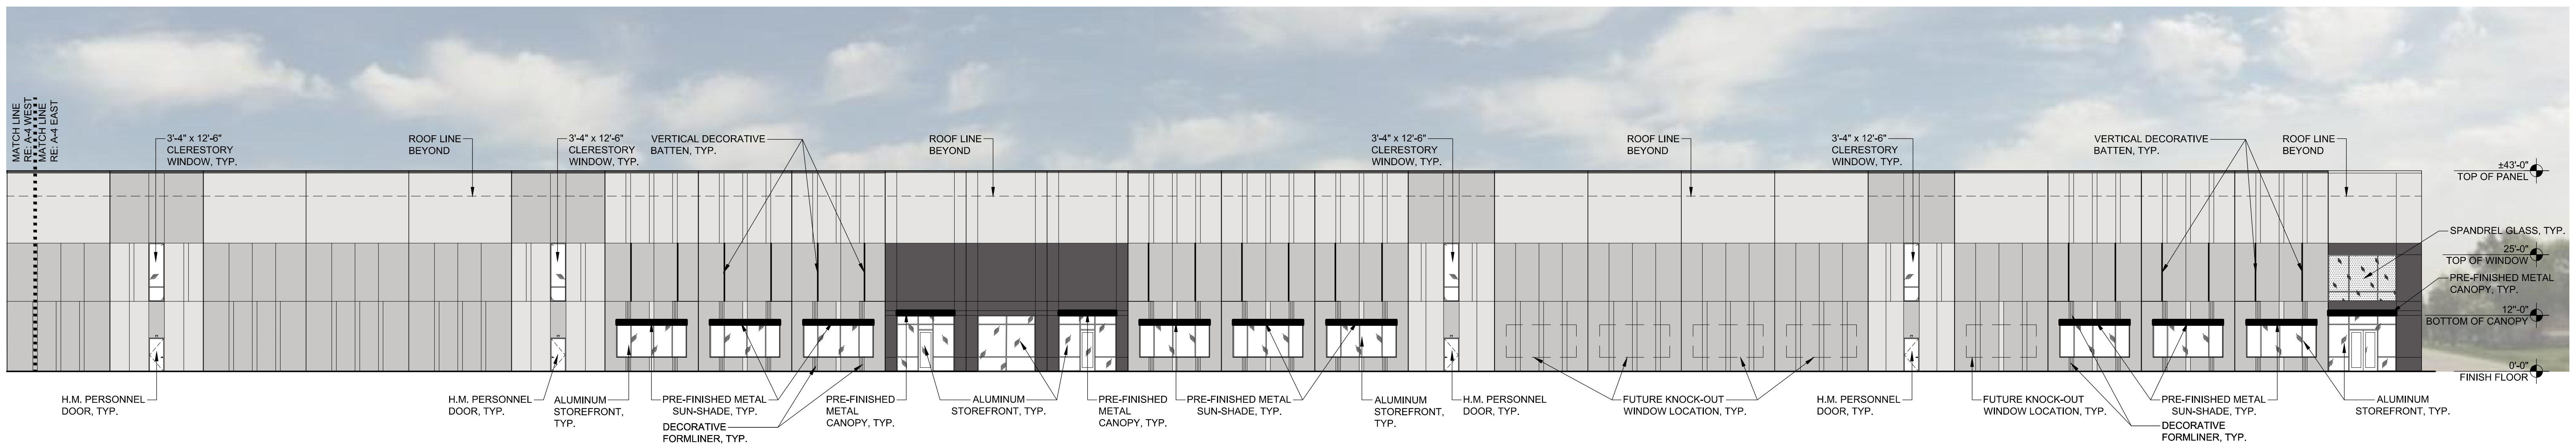 MATCH LINE
RE: A-4 WEST
MATCH LINE
RE: A-4 EAST
3'-4" x 12'-6"
CLERESTORY
WINDOW, TYP.
ROOF LINE
BEYOND
3'-4" x 12'-6"
CLERESTORY
WINDOW, TYP.
VERTICAL DECORATIVE
BATTEN, TYP.
ROOF LINE
BEYOND
3'-4" x 12'-6"
CLERESTORY
WINDOW, TYP.
ROOF LINE
BEYOND
3'-4" x 12'-6"
CLERESTORY
WINDOW, TYP.
VERTICAL DECORATIVE
BATTEN, TYP.
ROOF LINE
BEYOND
±43'-0"
TOP OF PANEL
SPANDREL GLASS, TYP.
25'-0"
TOP OF WINDOW
PRE-FINISHED METAL
CANOPY, TYP.
12'-0"
BOTTOM OF CANOPY
0'-0"
FINISH FLOOR
H.M. PERSONNEL
DOOR, TYP.
H.M. PERSONNEL
DOOR, TYP.
ALUMINUM
STOREFRONT,
TYP.
PRE-FINISHED METAL
SUN-SHADE, TYP.
DECORATIVE
FORMLINER, TYP.
PRE-FINISHED
METAL
CANOPY, TYP.
ALUMINUM
STOREFRONT, TYP.
PRE-FINISHED
METAL
CANOPY, TYP.
PRE-FINISHED METAL
SUN-SHADE, TYP.
ALUMINUM
STOREFRONT,
TYP.
H.M. PERSONNEL
DOOR, TYP.
FUTURE KNOCK-OUT
WINDOW LOCATION, TYP.
H.M. PERSONNEL
DOOR, TYP.
FUTURE KNOCK-OUT
WINDOW LOCATION, TYP.
PRE-FINISHED METAL
SUN-SHADE, TYP.
DECORATIVE
FORMLINER, TYP.
ALUMINUM
STOREFRONT, TYP.